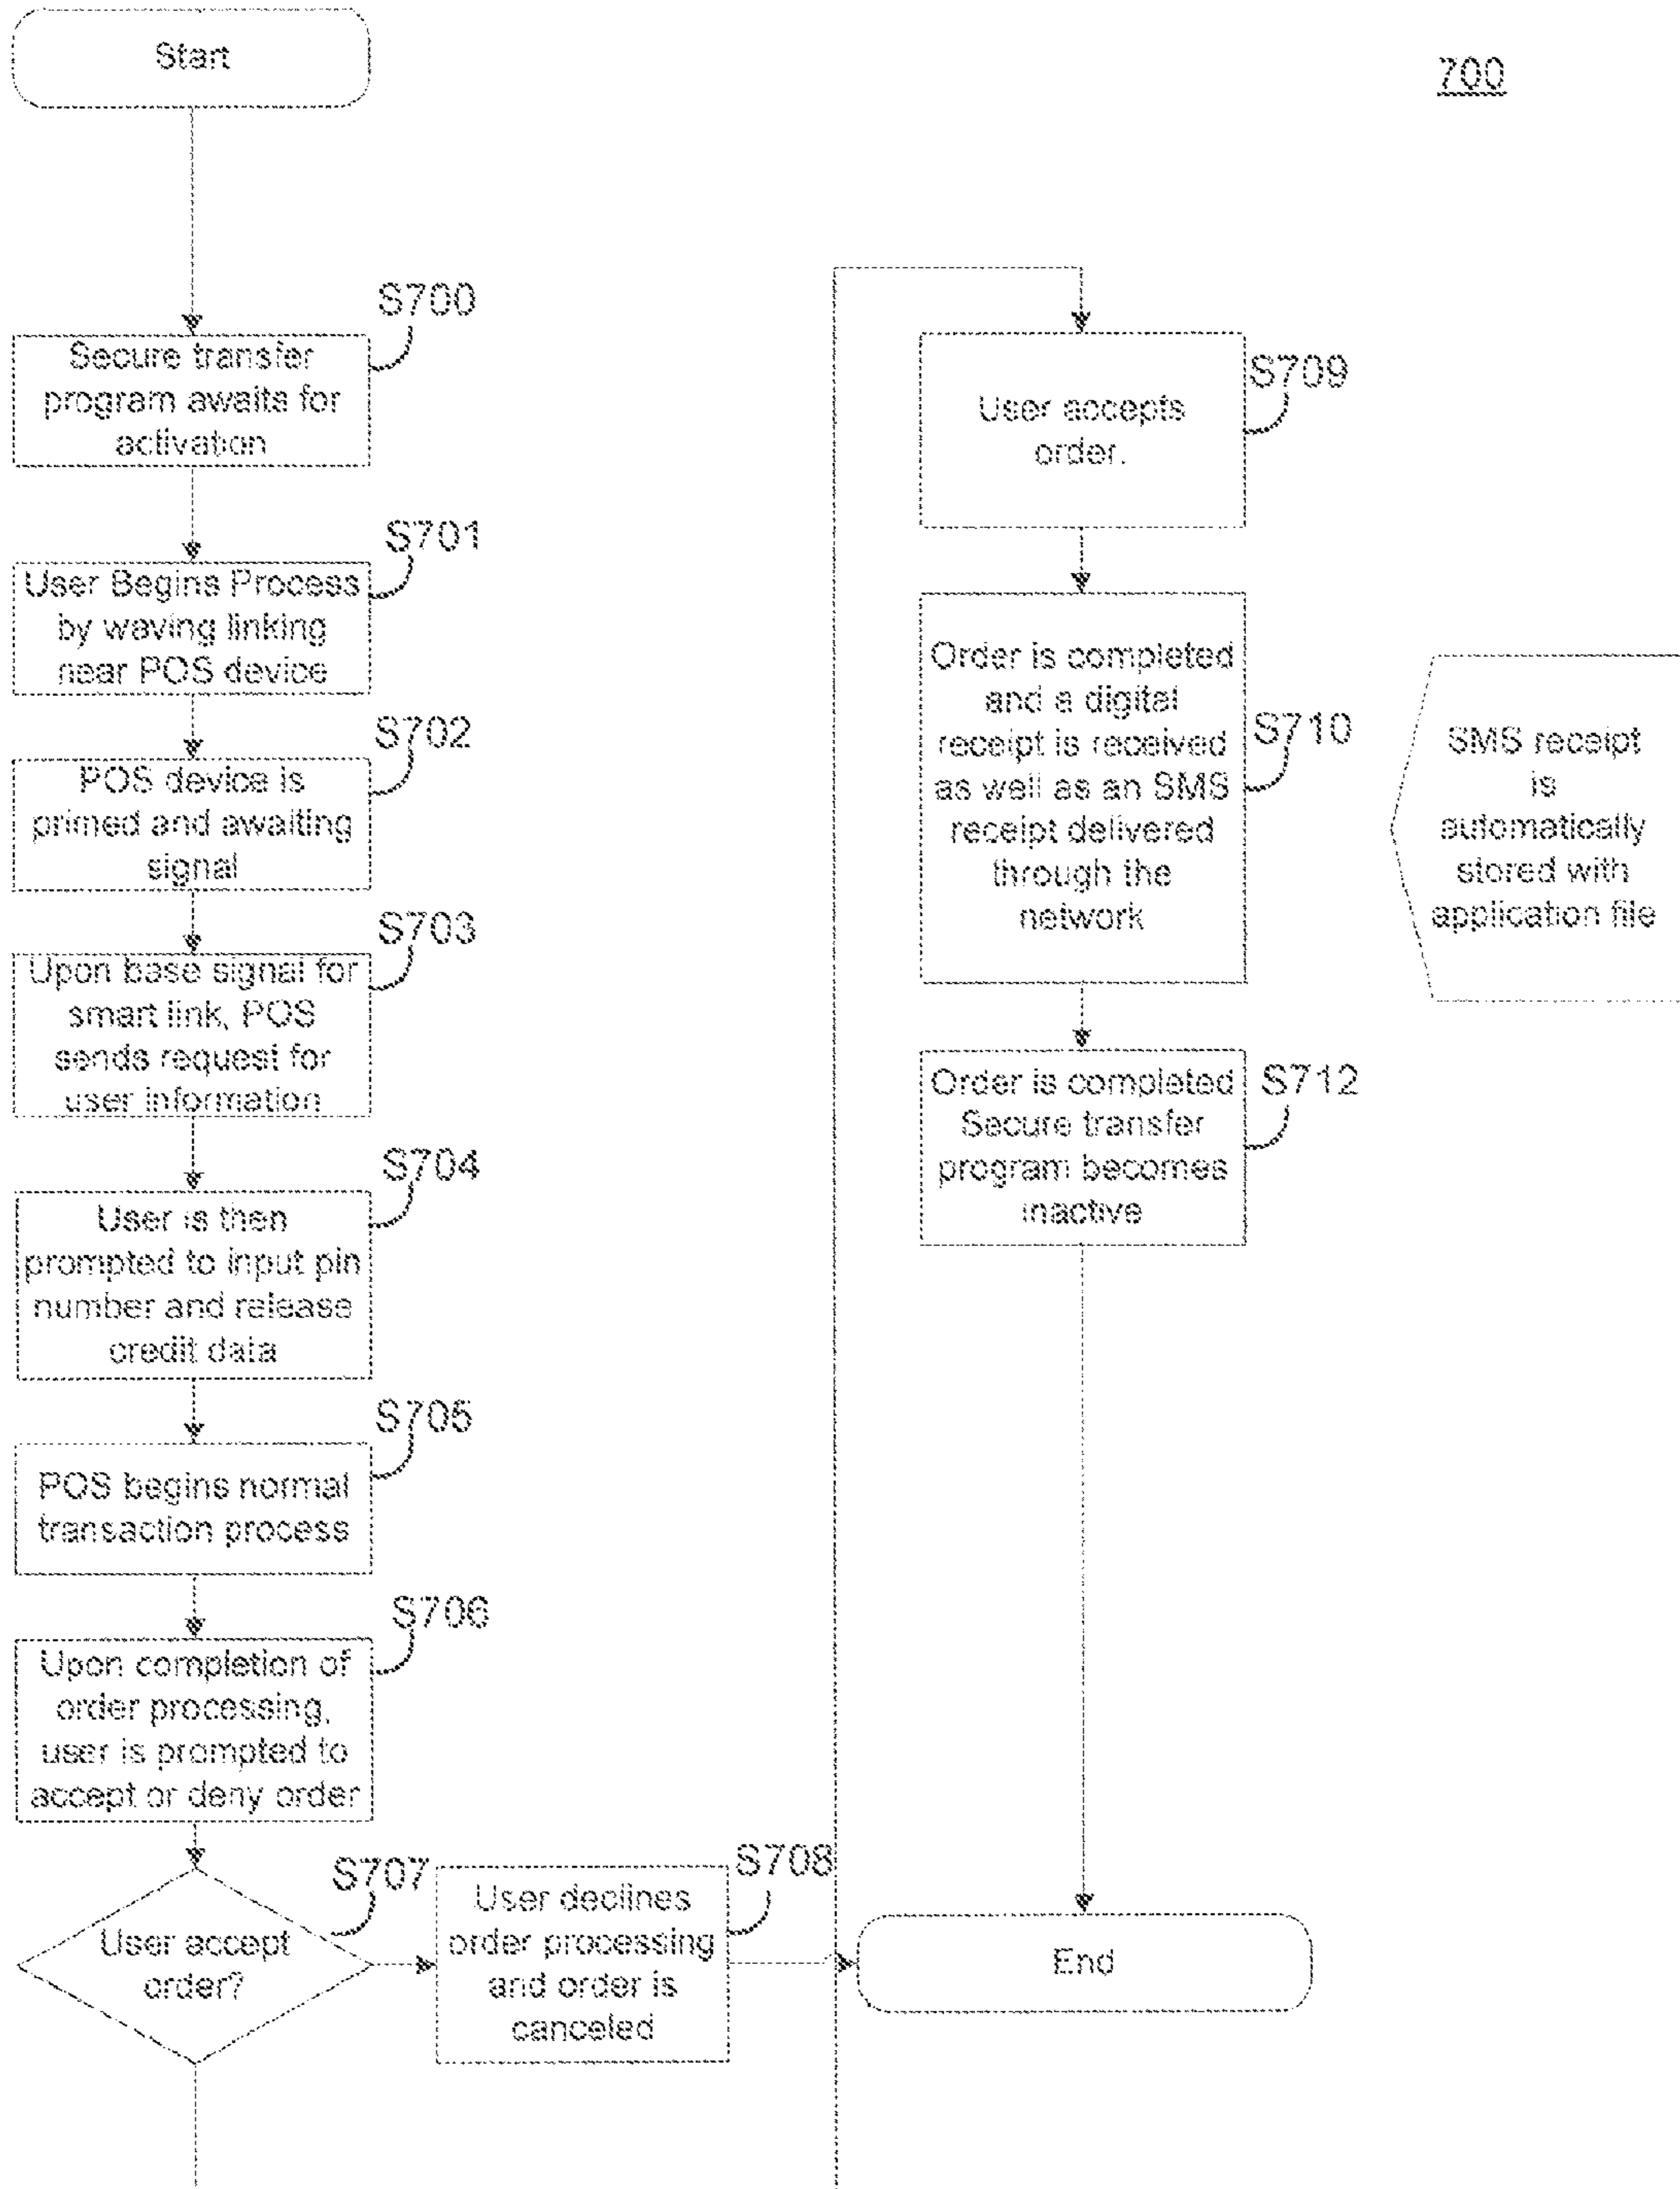 Start
700
S700
Secure transfer
program awaits for
activation
S701
User Begins Process
by waving linking
near POS device
S702
POS device is
primed and awaiting
signal
S703
Upon base signal for
smart link, POS
sends request for
user information
S704
User is then
prompted to input pin
number and release
credit data
S705
POS begins normal
transaction process
S706
Upon completion of
order processing,
user is prompted to
accept or deny order
S707
User accept
order?
S708
User declines
order processing
and order is
canceled
S709
User accepts
order.
S710
Order is completed
and a digital
receipt is received
as well as an SMS
receipt delivered
through the
network
SMS receipt
is
automatically
stored with
application file
S712
Order is completed
Secure transfer
program becomes
inactive
End